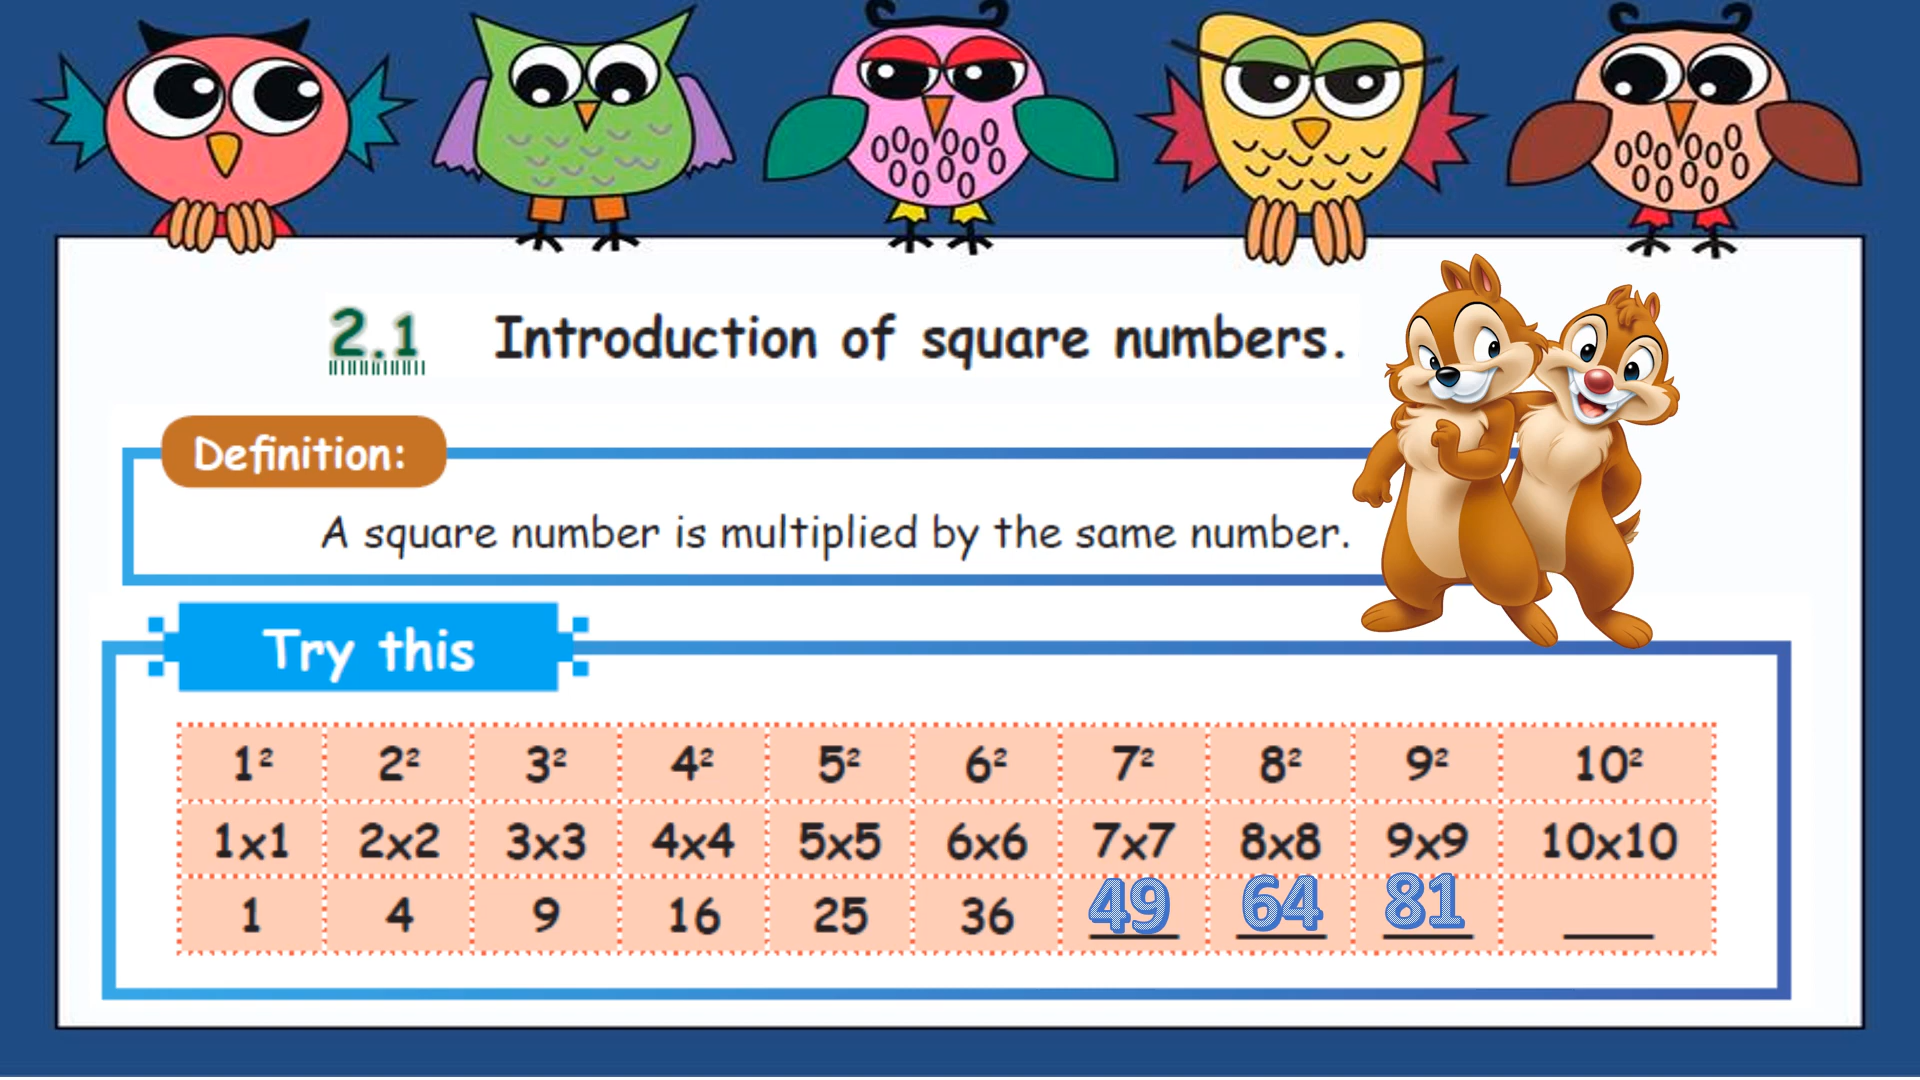 2.1 Introduction of square numbers.
Definition:
A square number is multiplied by the same number.
Try this
1² 2² 3² 4² 5² 6² 7² 8² 9² 10²
1x1 2x2 3x3 4x4 5x5 6x6 7x7 8x8 9x9 10x10
1 4 9 16 25 36 49 64 81 ___